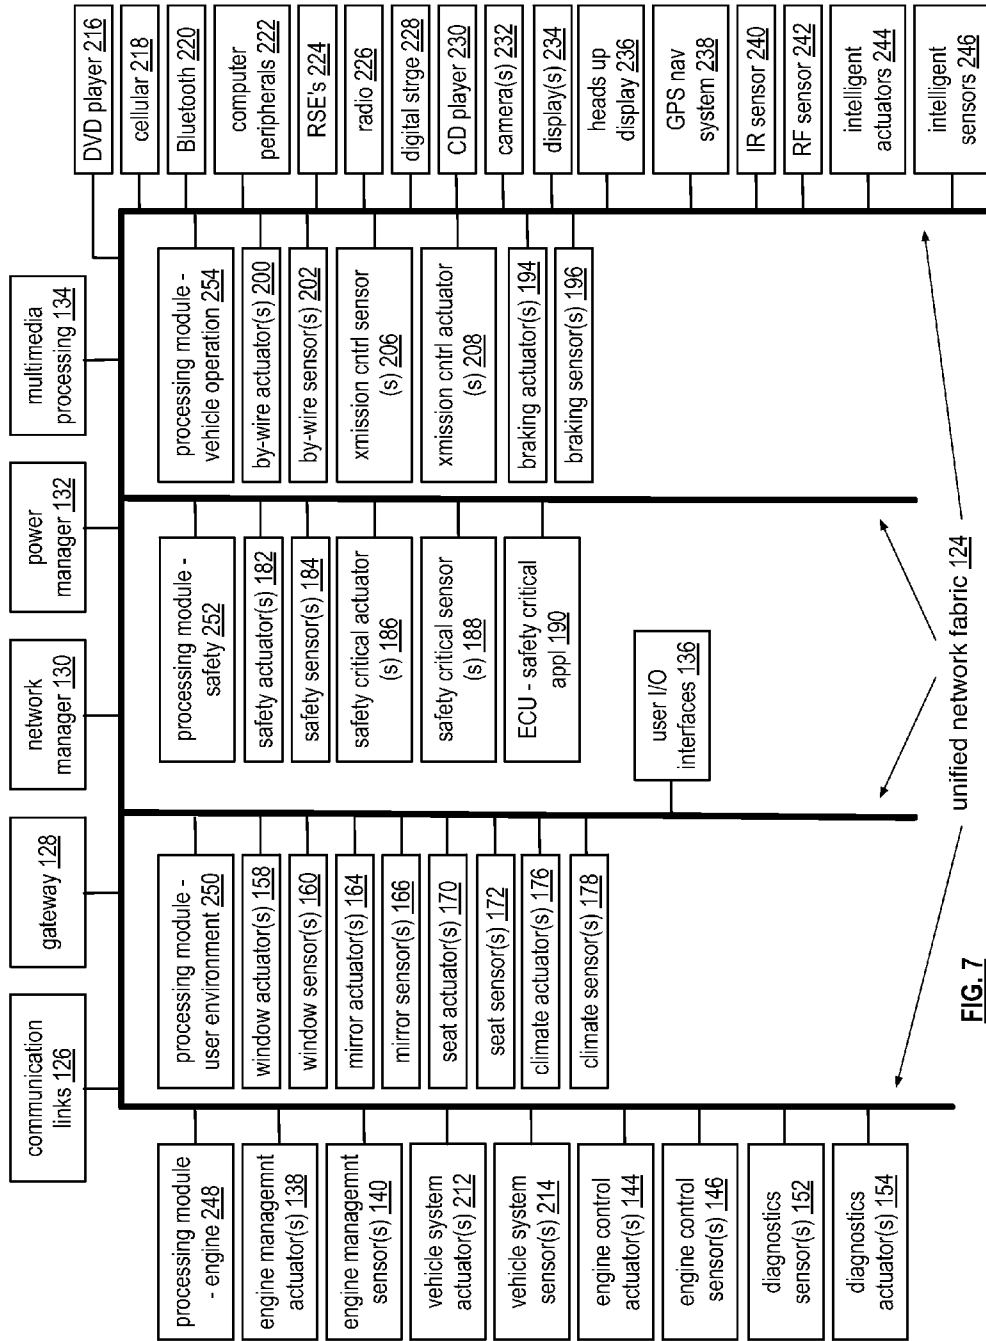 communication
links 126
gateway 128
network
manager 130
power
manager 132
multimedia
processing 134
DVD player 216
processing module
- engine 248
engine managemnt
actuator(s) 138
engine managemnt
sensor(s) 140
vehicle system
actuator(s) 212
vehicle system
sensor(s) 214
engine control
actuator(s) 144
engine control
sensor(s) 146
diagnostics
sensor(s) 152
diagnostics
actuator(s) 154
processing module -
user environment 250
window actuator(s) 158
window sensor(s) 160
mirror actuator(s) 164
mirror sensor(s) 166
seat actuator(s) 170
seat sensor(s) 172
climate actuator(s) 176
climate sensor(s) 178
user I/O
interfaces 136
processing module -
safety 252
safety actuator(s) 182
safety sensor(s) 184
safety critical actuator
(s) 186
safety critical sensor
(s) 188
ECU - safety critical
appl 190
processing module -
vehicle operation 254
by-wire actuator(s) 200
by-wire sensor(s) 202
xmission cntrl sensor
(s) 206
xmission cntrl actuator
(s) 208
braking actuator(s) 194
braking sensor(s) 196
cellular 218
Bluetooth 220
computer
peripherals 222
RSE's 224
radio 226
digital strge 228
CD player 230
camera(s) 232
display(s) 234
heads up
display 236
GPS nav
system 238
IR sensor 240
RF sensor 242
intelligent
actuators 244
intelligent
sensors 246
unified network fabric 124
FIG. 7